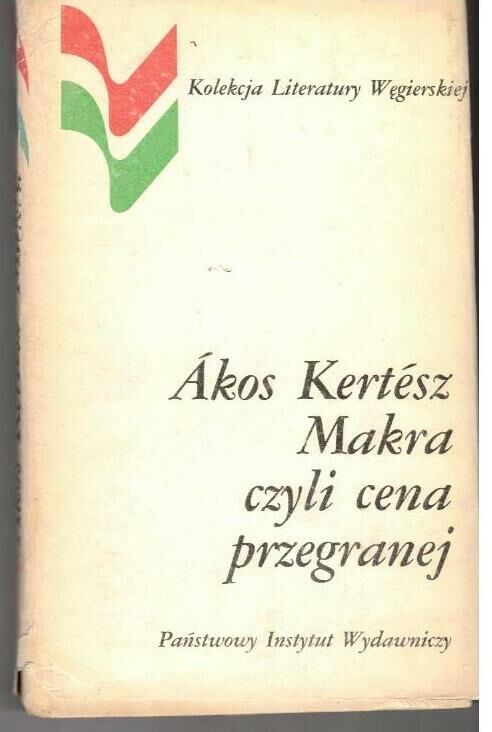 Kolekcja Literatury Węgierskiej
Ákos Kertész
Makra
czyli cena
przegranej
Państwowy Instytut Wydawniczy